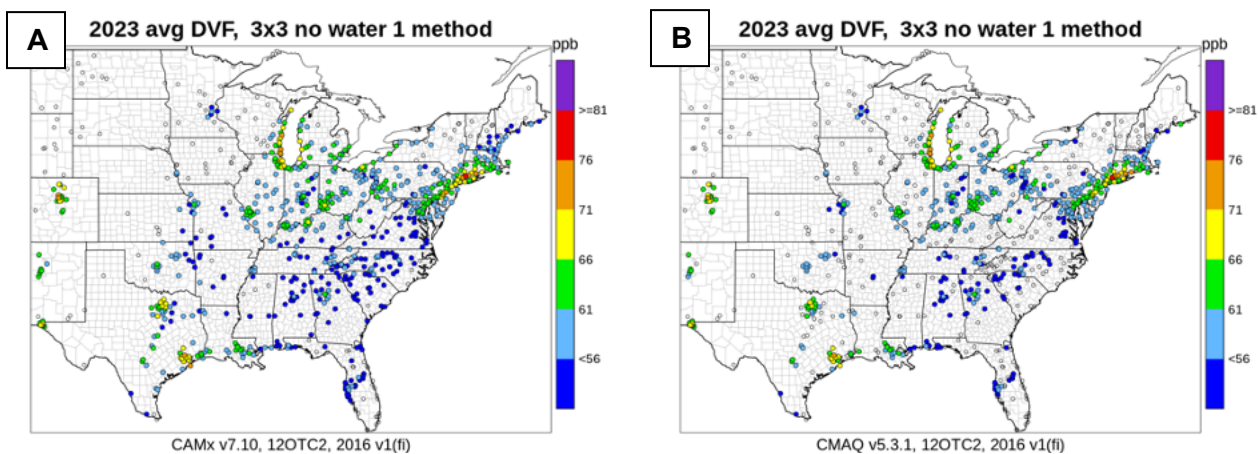 A
2023 avg DVF, 3x3 no water 1 method
ppb
>=81
76
71
66
61
<56
CAMx v7.10, 12OTC2, 2016 v1(fi)
B
2023 avg DVF, 3x3 no water 1 method
ppb
>=81
76
71
66
61
<56
CMAQ v5.3.1, 12OTC2, 2016 v1(fi)